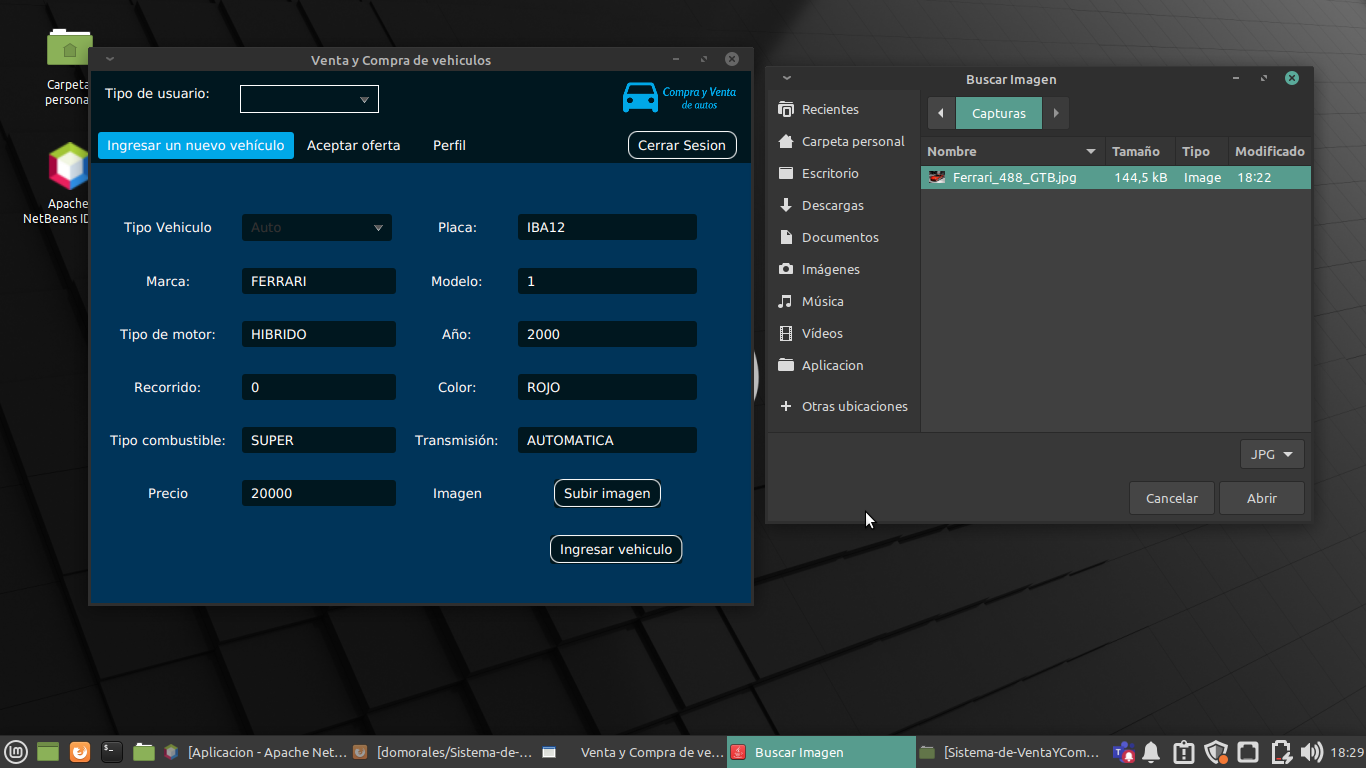 Carpeta
persona
Apache
NetBeans ID
Venta y Compra de vehiculos
Tipo de usuario:
Compra y Venta
de autos
Ingresar un nuevo vehículo
Aceptar oferta
Perfil
Cerrar Sesion
Tipo Vehiculo
Auto
Placa:
IBA12
Marca:
FERRARI
Modelo:
1
Tipo de motor:
HIBRIDO
Año:
2000
Recorrido:
0
Color:
ROJO
Tipo combustible:
SUPER
Transmisión:
AUTOMATICA
Precio
20000
Imagen
Subir imagen
Ingresar vehiculo
Buscar Imagen
Recientes
Carpeta personal
Escritorio
Descargas
Documentos
Imágenes
Música
Vídeos
Aplicacion
Otras ubicaciones
Capturas
Nombre
Tamaño
Tipo
Modificado
Ferrari_488_GTB.jpg
144,5 kB
Image
18:22
JPG
Cancelar
Abrir
[Aplicacion - Apache Net...
[domorales/Sistema-de-...
Venta y Compra de ve...
Buscar Imagen
[Sistema-de-VentaYCom...
18:29